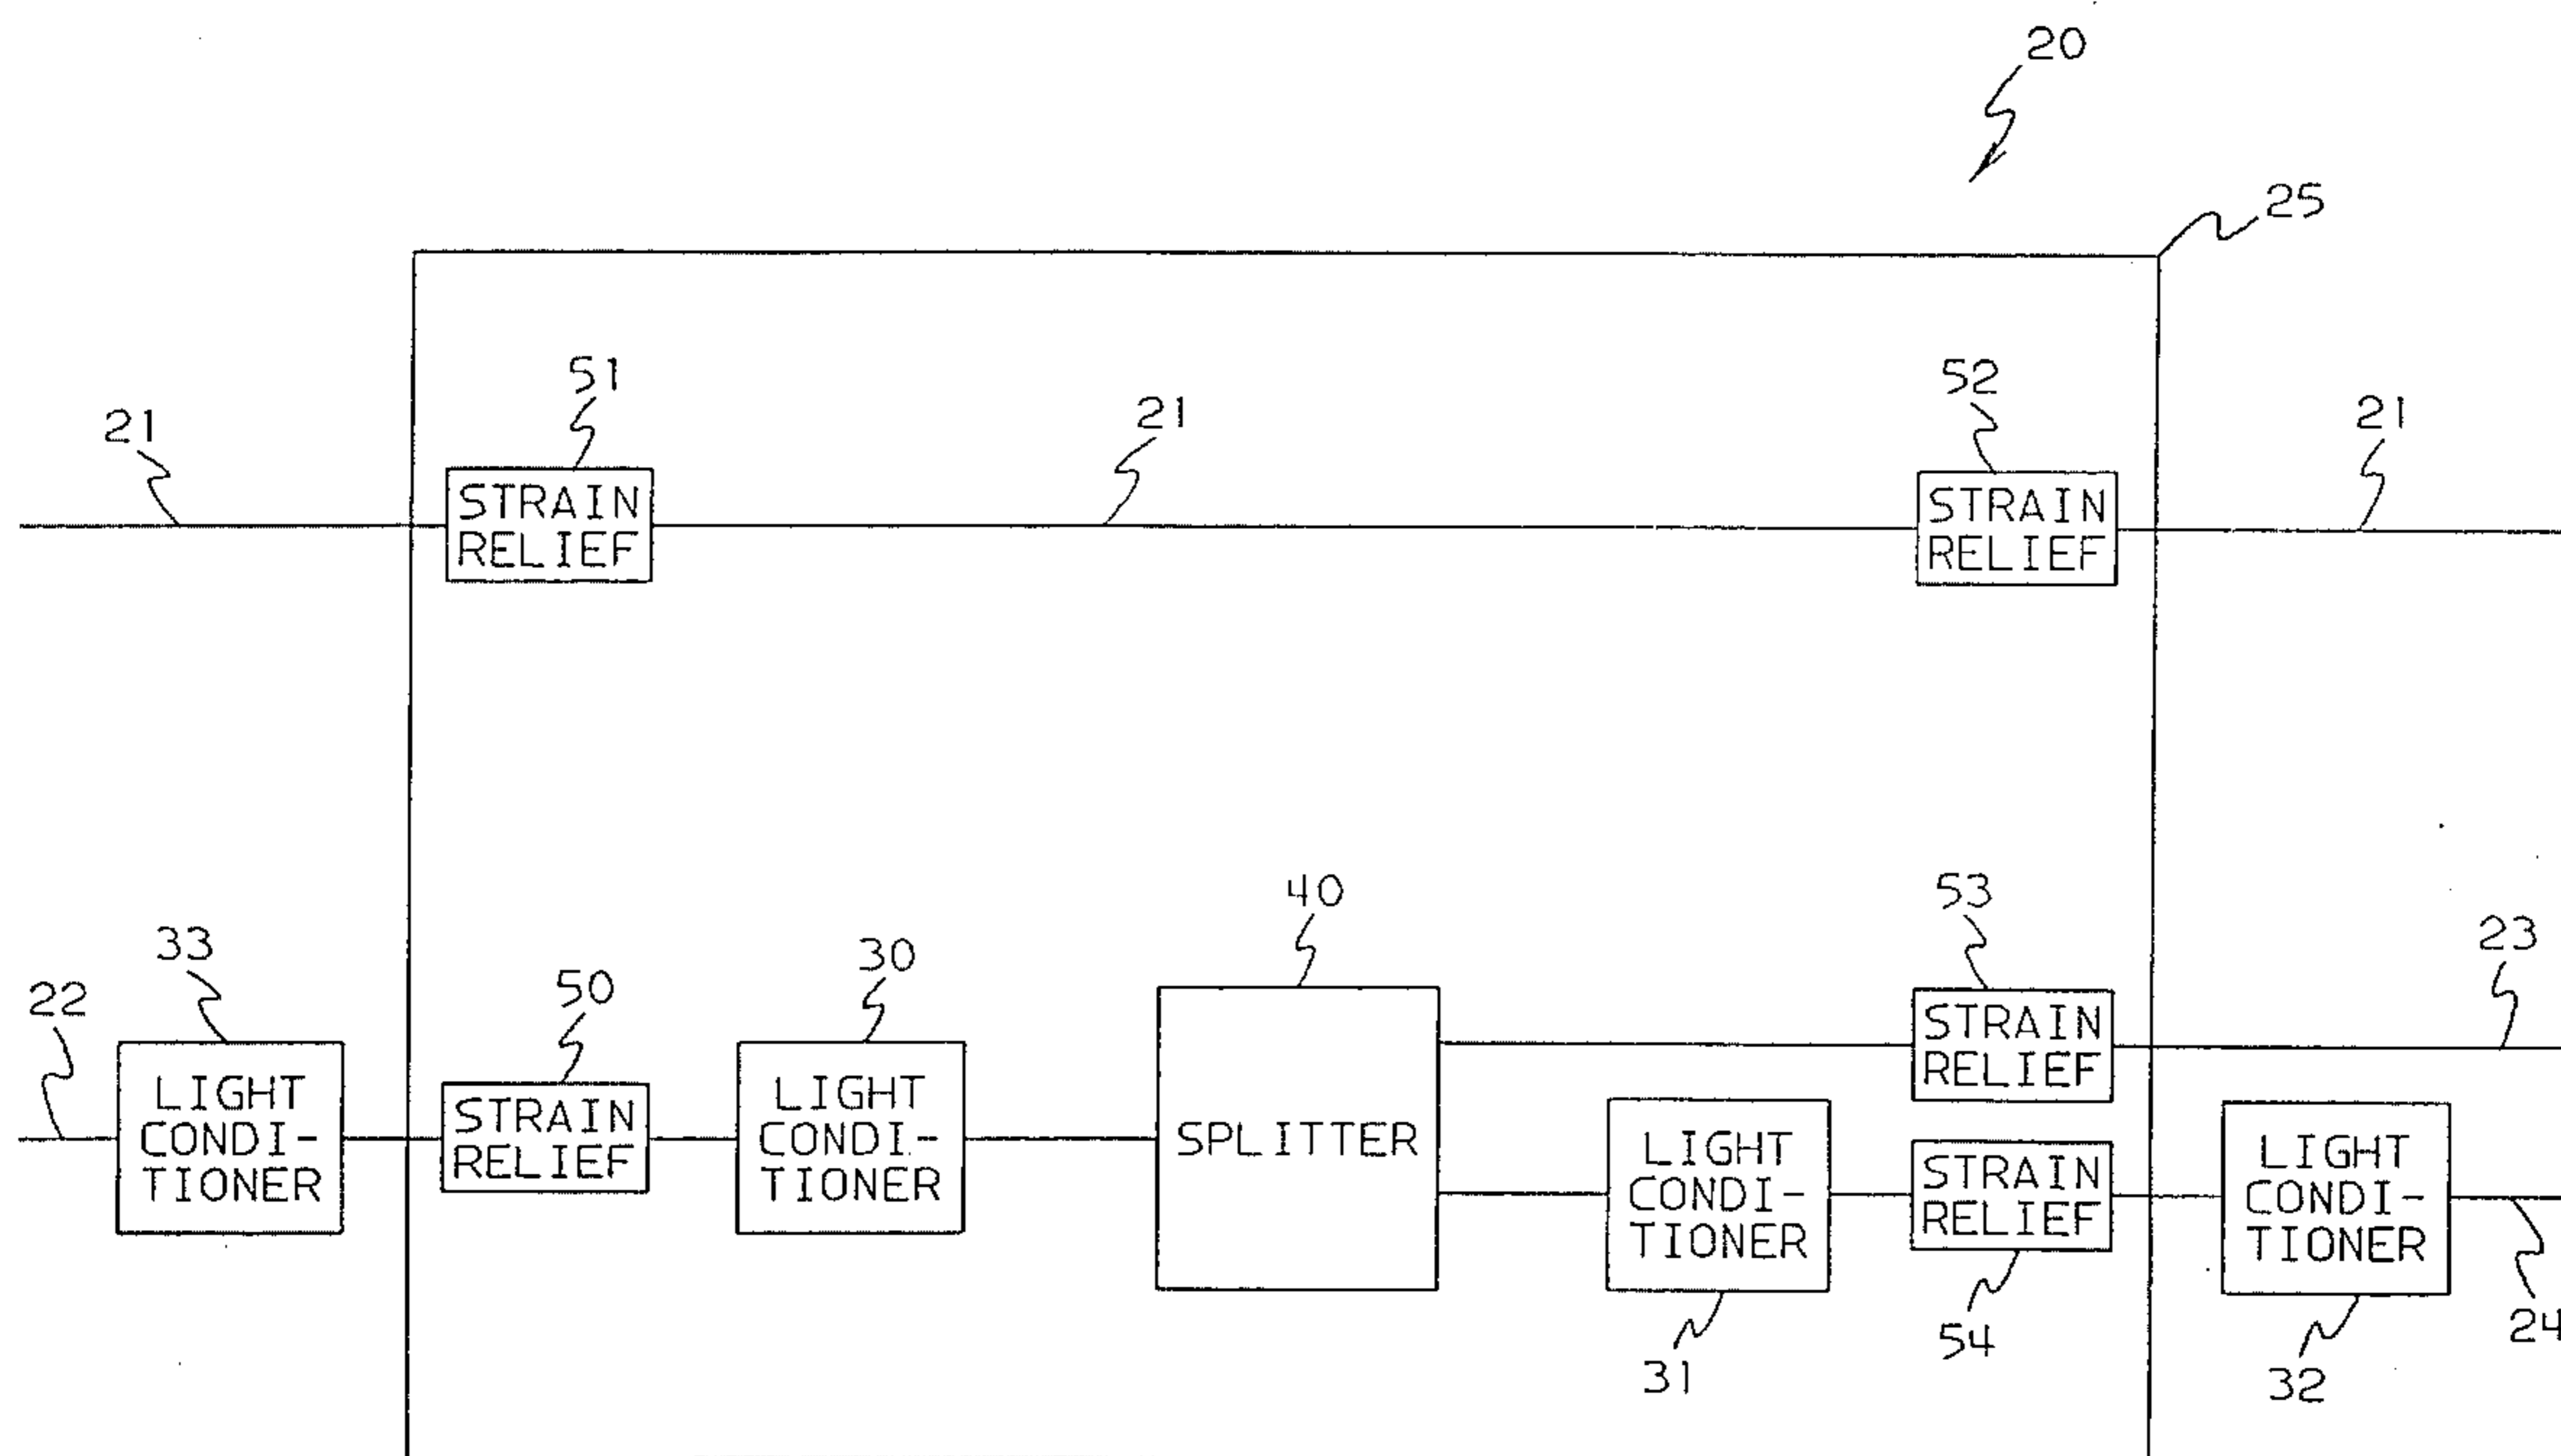 20
25
51
52
21
21
21
STRAIN
RELIEF
STRAIN
RELIEF
40
53
33
30
23
22
50
STRAIN
RELIEF
LIGHT
CONDI-
TIONER
STRAIN
RELIEF
LIGHT
CONDI-
TIONER
SPLITTER
LIGHT
CONDI-
TIONER
STRAIN
RELIEF
LIGHT
CONDI-
TIONER
31
54
32
24